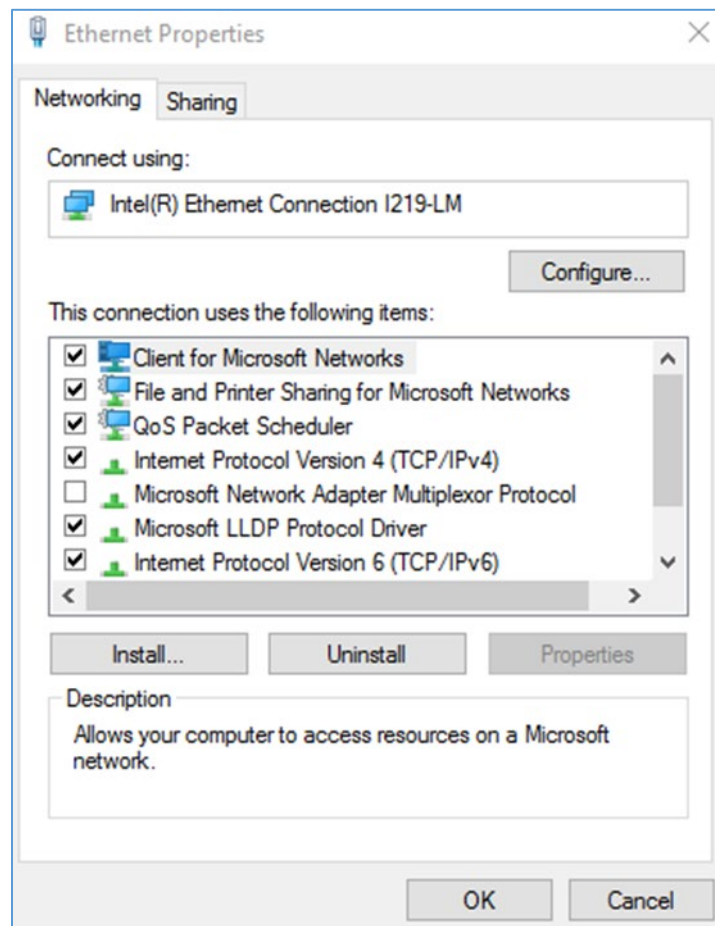 Ethernet Properties
Networking
Sharing
Connect using:
Intel(R) Ethernet Connection I219-LM
Configure...
This connection uses the following items:
Client for Microsoft Networks
File and Printer Sharing for Microsoft Networks
QoS Packet Scheduler
Internet Protocol Version 4 (TCP/IPv4)
Microsoft Network Adapter Multiplexor Protocol
Microsoft LLDP Protocol Driver
Internet Protocol Version 6 (TCP/IPv6)
Install...
Uninstall
Properties
Description
Allows your computer to access resources on a Microsoft
network.
OK
Cancel